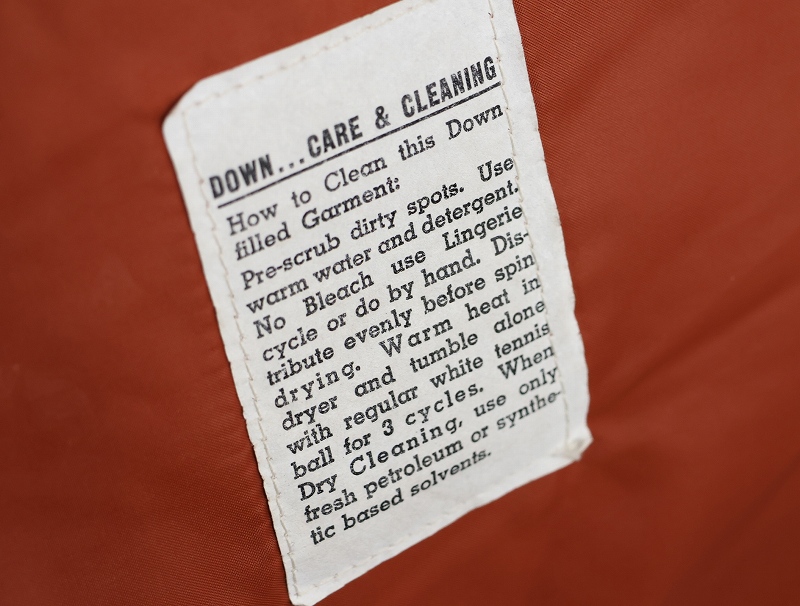 DOWN...CARE & CLEANING
How to Clean this Down
filled Garment:
Pre-scrub dirty spots. Use
warm water and detergent.
No Bleach use Lingerie
cycle or do by hand. Dis-
tribute evenly before spin
drying. Warm heat in
dryer and tumble alone
with regular white tennis
ball for 3 cycles. When
Dry Cleaning, use only
fresh petroleum or synthe-
tic based solvents.